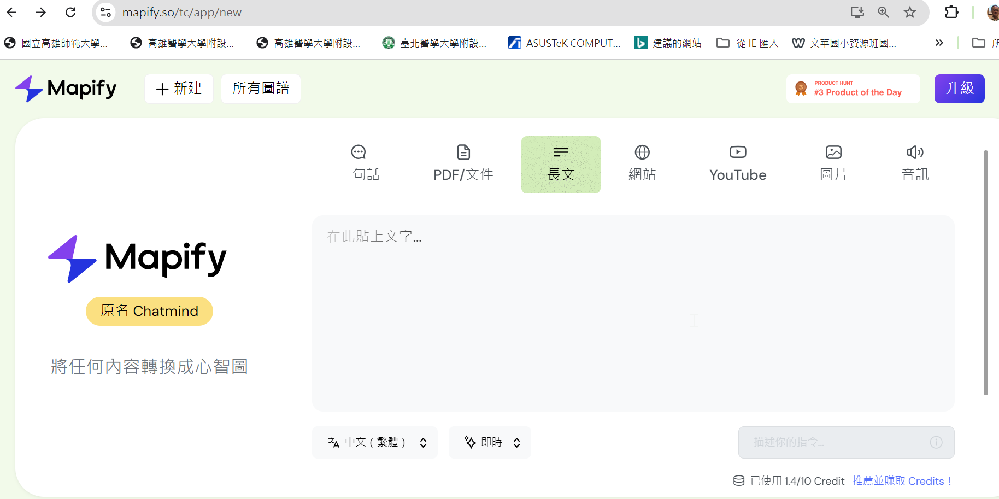 mapify.so/tc/app/new
國立高雄師範大學... 高雄醫學大學附設... 高雄醫學大學附設... 臺北醫學大學附設... ASUSTeK COMPUT... 建議的網站 從 IE 匯入 文華國小資源班國... » 所
Mapify + 新建 所有圖譜 3 PRODUCT HUNT #3 Product of the Day 升級
一句話 PDF/文件 長文 網站 YouTube 圖片 音訊
在此貼上文字...
Mapify
原名 Chatmind
將任何內容轉換成心智圖
中文 ( 繁體 ) 即時 描述你的指令...
已使用 1.4/10 Credit 推薦並賺取 Credits！